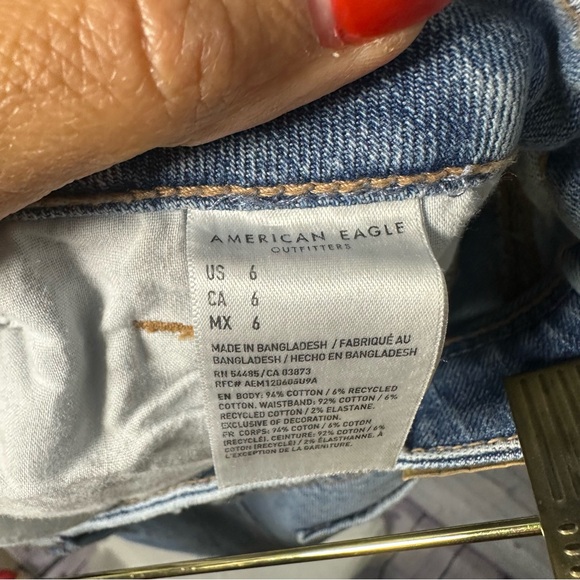 AMERICAN EAGLE
OUTFITTERS
US 6
CA 6
MX 6
MADE IN BANGLADESH / FABRIQUÉ AU
BANGLADESH / HECHO EN BANGLADESH
RN 54485/CA 03873
RFC# AEM120605U9A
EN BODY: 94% COTTON / 6% RECYCLED
COTTON, WAISTBAND: 92% COTTON / 6%
RECYCLED COTTON / 2% ELASTANE.
EXCLUSIVE OF DECORATION.
FR CORPS: 94% COTON / 6% COTON
(RECYCLÉ), CEINTURE: 92% COTON / 6% COTON
(RECYCLÉ) / 2% ÉLASTHANNE. À
L'EXCEPTION DE LA GARNITURE.